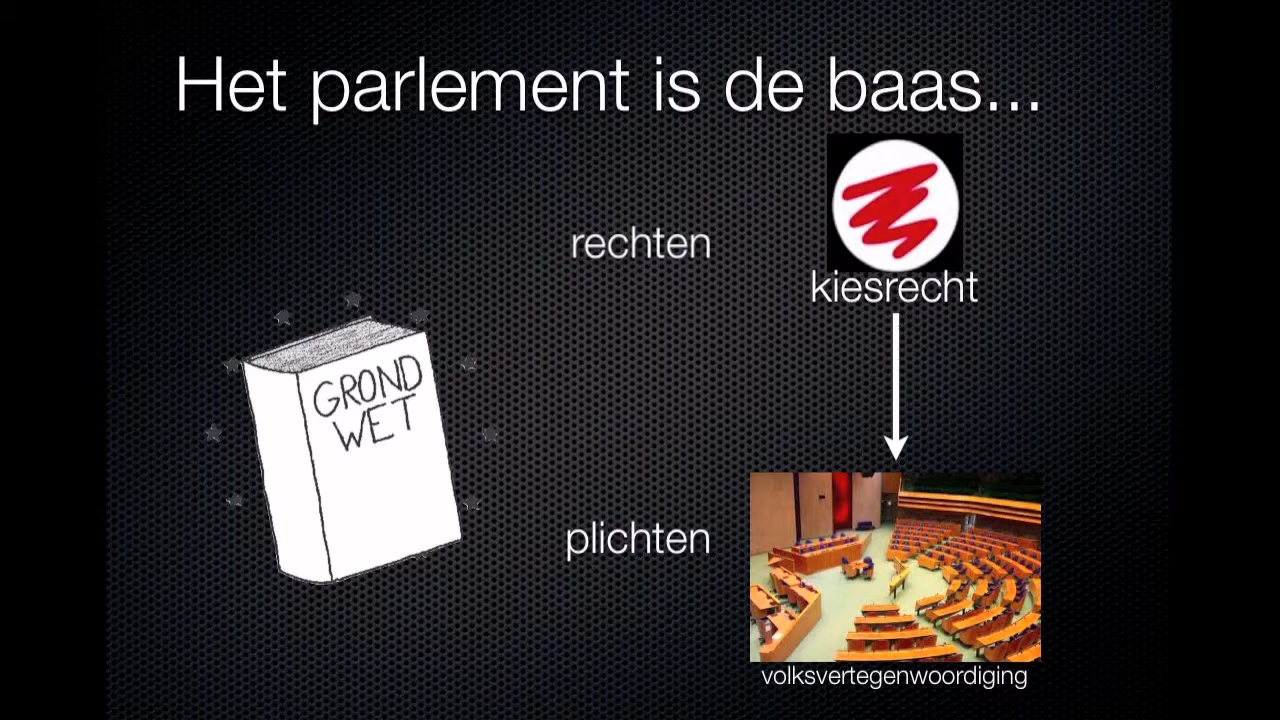 Het parlement is de baas...
rechten
kiesrecht
GROND
WET
plichten
volksvertegenwoordiging